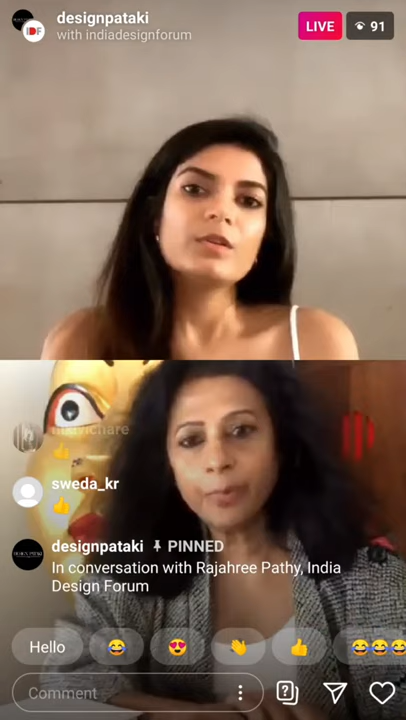 designpataki
with indiadesignforum
LIVE
91
sweda_kr
designpataki PINNED
In conversation with Rajahree Pathy, India
Design Forum
Hello
Comment